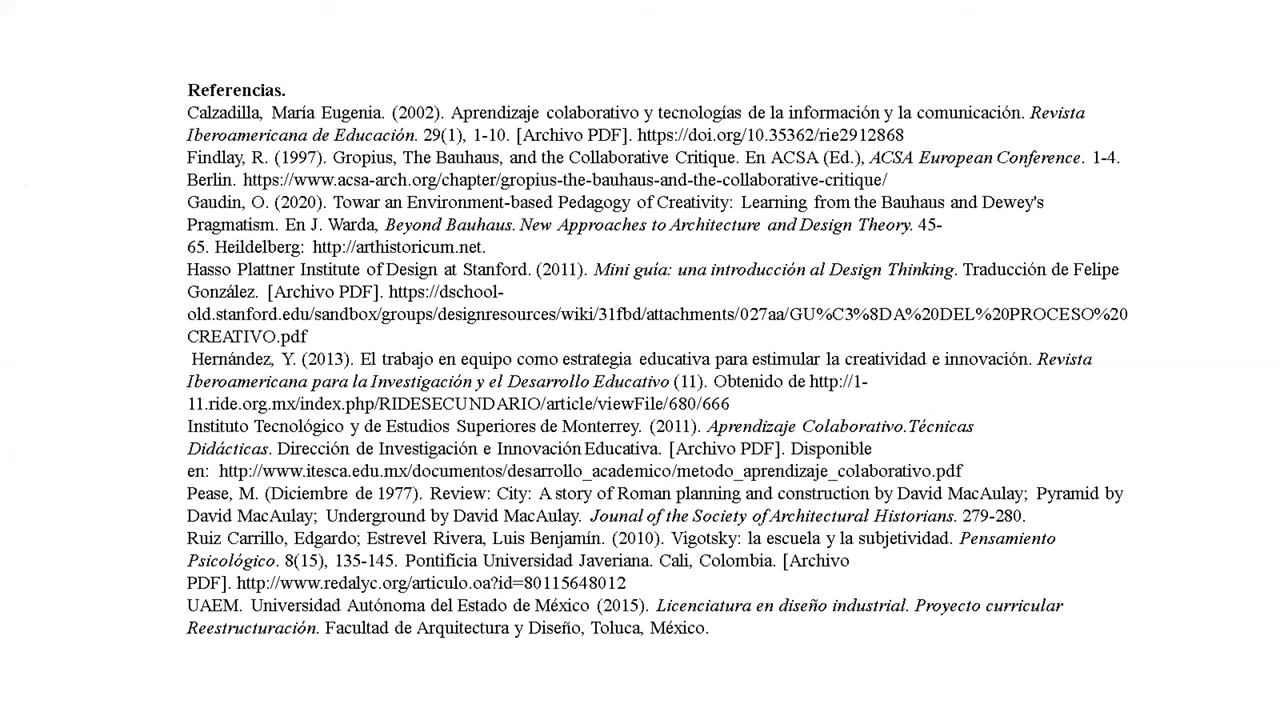 Referencias.
Calzadilla, María Eugenia. (2002). Aprendizaje colaborativo y tecnologías de la información y la comunicación. Revista
Iberoamericana de Educación. 29(1), 1-10. [Archivo PDF]. https://doi.org/10.35362/rie2912868
Findlay, R. (1997). Gropius, The Bauhaus, and the Collaborative Critique. En ACSA (Ed.), ACSA European Conference. 1-4.
Berlin. https://www.acsa-arch.org/chapter/gropius-the-bauhaus-and-the-collaborative-critique/
Gaudin, O. (2020). Towar an Environment-based Pedagogy of Creativity: Learning from the Bauhaus and Dewey's
Pragmatism. En J. Warda, Beyond Bauhaus. New Approaches to Architecture and Design Theory. 45-
65. Heildelberg: http://arthistoricum.net.
Hasso Plattner Institute of Design at Stanford. (2011). Mini guía: una introducción al Design Thinking. Traducción de Felipe
González. [Archivo PDF]. https://dschool-
old.stanford.edu/sandbox/groups/designresources/wiki/31fbd/attachments/027aa/GU%C3%8DA%20DEL%20PROCESO%20
CREATIVO.pdf
Hernández, Y. (2013). El trabajo en equipo como estrategia educativa para estimular la creatividad e innovación. Revista
Iberoamericana para la Investigación y el Desarrollo Educativo (11). Obtenido de http://1-
11.ride.org.mx/index.php/RIDESECUNDARIO/article/viewFile/680/666
Instituto Tecnológico y de Estudios Superiores de Monterrey. (2011). Aprendizaje Colaborativo.Técnicas
Didácticas. Dirección de Investigación e Innovación Educativa. [Archivo PDF]. Disponible
en: http://www.itesca.edu.mx/documentos/desarrollo_academico/metodo_aprendizaje_colaborativo.pdf
Pease, M. (Diciembre de 1977). Review: City: A story of Roman planning and construction by David MacAulay; Pyramid by
David MacAulay; Underground by David MacAulay. Jounal of the Society of Architectural Historians. 279-280.
Ruiz Carrillo, Edgardo; Estrevel Rivera, Luis Benjamín. (2010). Vigotsky: la escuela y la subjetividad. Pensamiento
Psicológico. 8(15), 135-145. Pontificia Universidad Javeriana. Cali, Colombia. [Archivo
PDF]. http://www.redalyc.org/articulo.oa?id=80115648012
UAEM. Universidad Autónoma del Estado de México (2015). Licenciatura en diseño industrial. Proyecto curricular
Reestructuración. Facultad de Arquitectura y Diseño, Toluca, México.